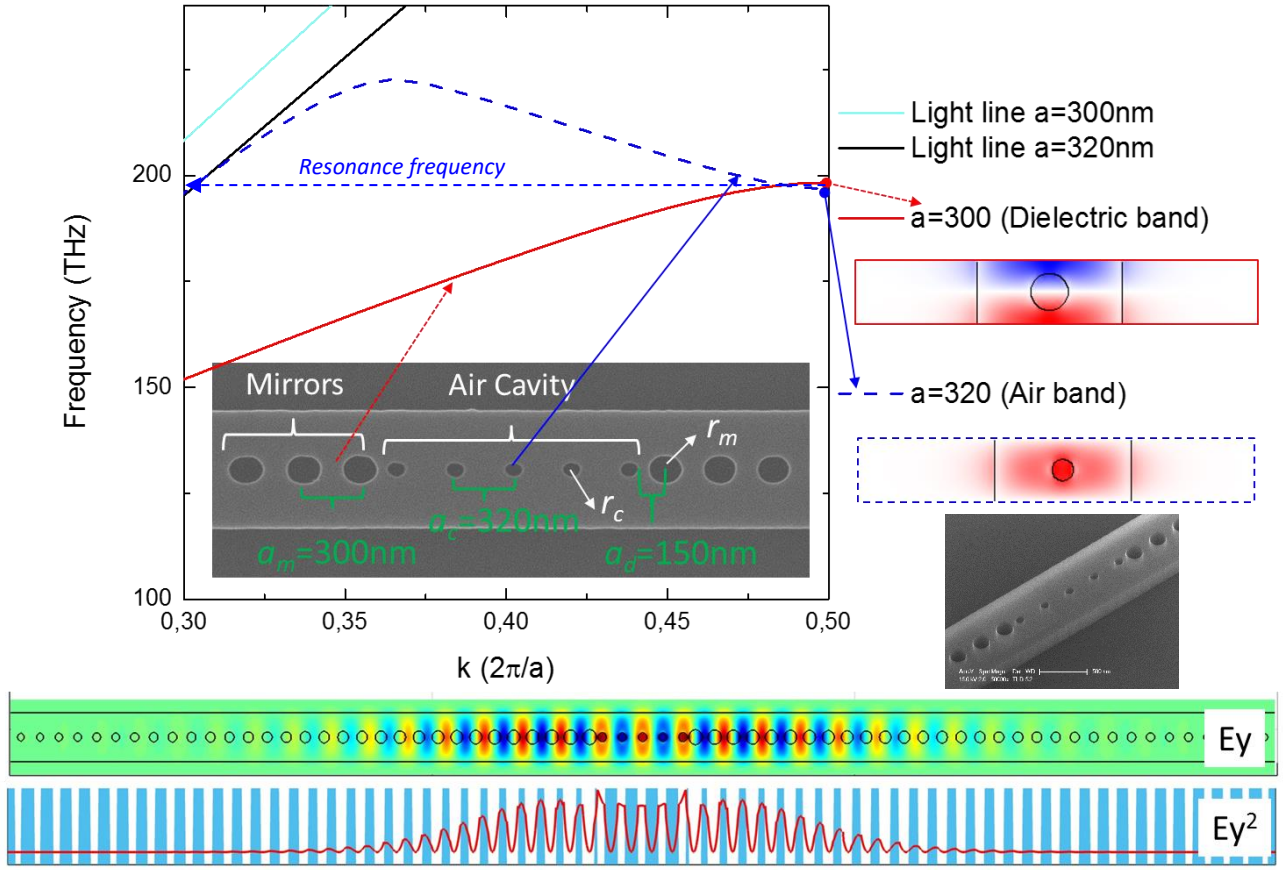 200
150
100
0,30
0,35
0,40
0,45
0,50
Frequency (THz)
k (2π/a)
Resonance frequency
Light line a=300nm
Light line a=320nm
a=300 (Dielectric band)
a=320 (Air band)
Mirrors
Air Cavity
r_m
r_c
a_m=300nm
a_c=320nm
a_d=150nm
500 nm
Ey
Ey²